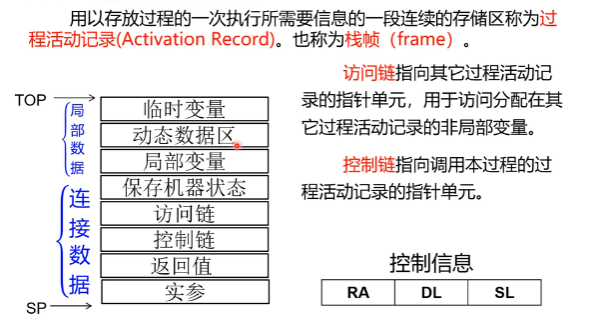 用以存放过程的一次执行所需要信息的一段连续的存储区称为过
程活动记录(Activation Record)。也称为栈帧（frame）。
TOP
局部数据
连接数据
SP
临时变量
动态数据区
局部变量
保存机器状态
访问链
控制链
返回值
实参
访问链指向其它过程活动记
录的指针单元，用于访问分配在其
它过程活动记录的非局部变量。
控制链指向调用本过程的过
程活动记录的指针单元。
控制信息
RA DL SL